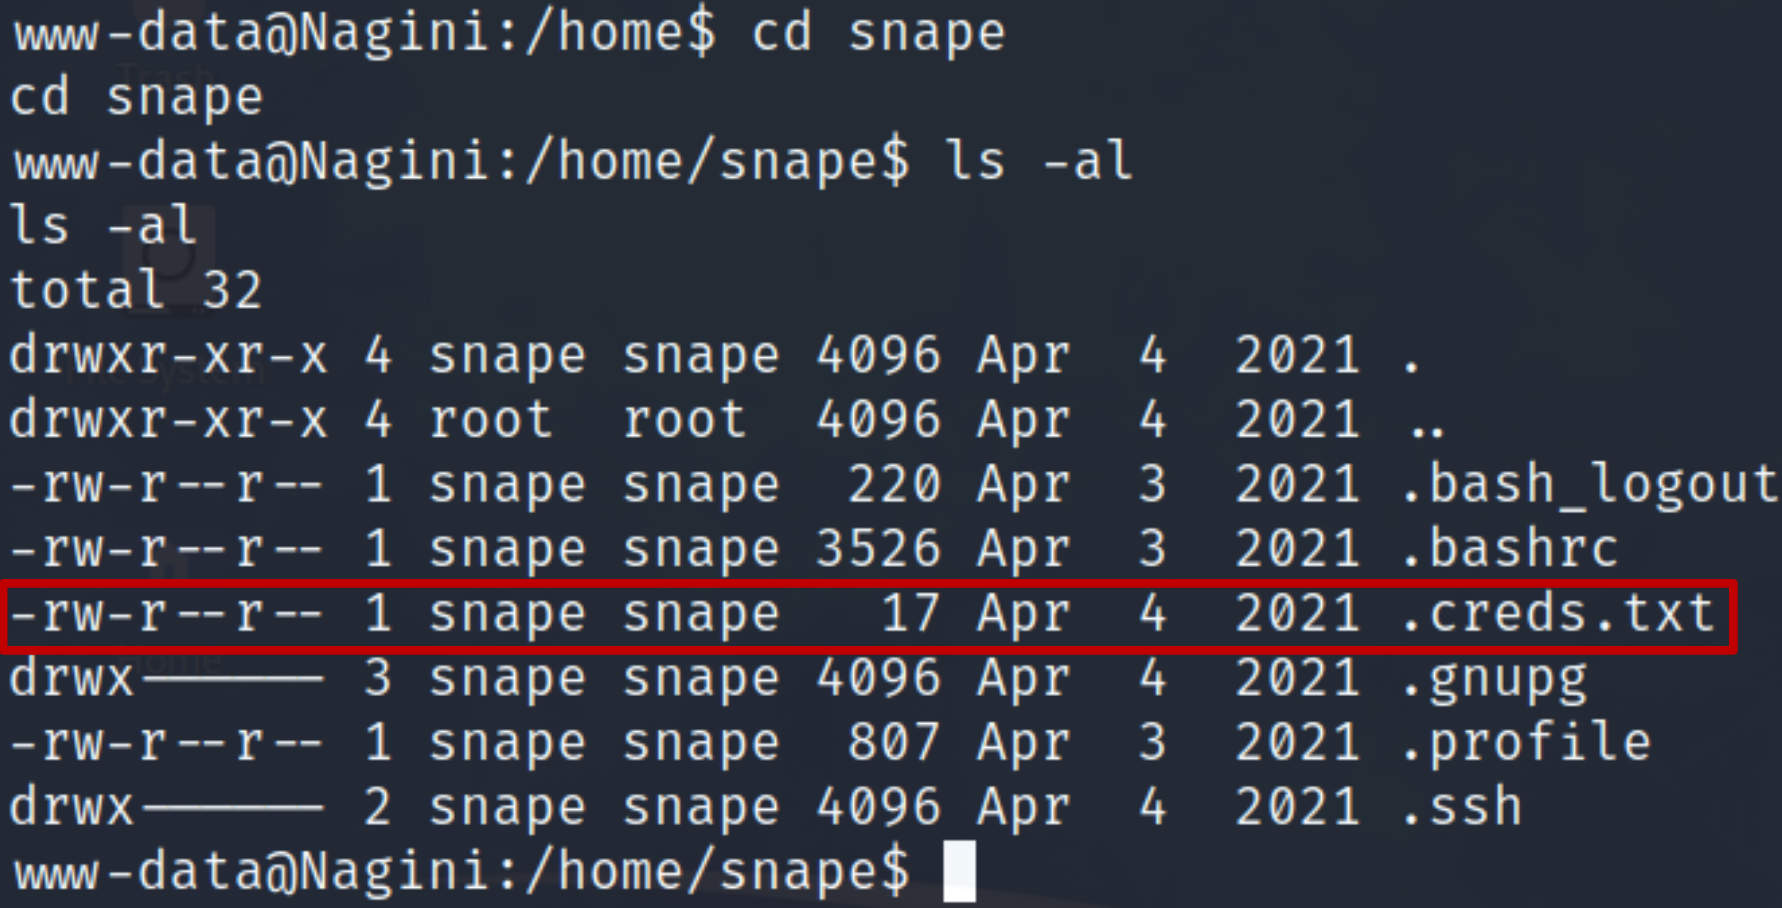 www-data@Nagini:/home$ cd snape
cd snape
www-data@Nagini:/home/snape$ ls -al
ls -al
total 32
drwxr-xr-x 4 snape snape 4096 Apr  4  2021 .
drwxr-xr-x 4 root  root  4096 Apr  4  2021 ..
-rw-r--r-- 1 snape snape  220 Apr  3  2021 .bash_logout
-rw-r--r-- 1 snape snape 3526 Apr  3  2021 .bashrc
-rw-r--r-- 1 snape snape   17 Apr  4  2021 .creds.txt
drwx------ 3 snape snape 4096 Apr  4  2021 .gnupg
-rw-r--r-- 1 snape snape  807 Apr  3  2021 .profile
drwx------ 2 snape snape 4096 Apr  4  2021 .ssh
www-data@Nagini:/home/snape$
Trash
File System
Home